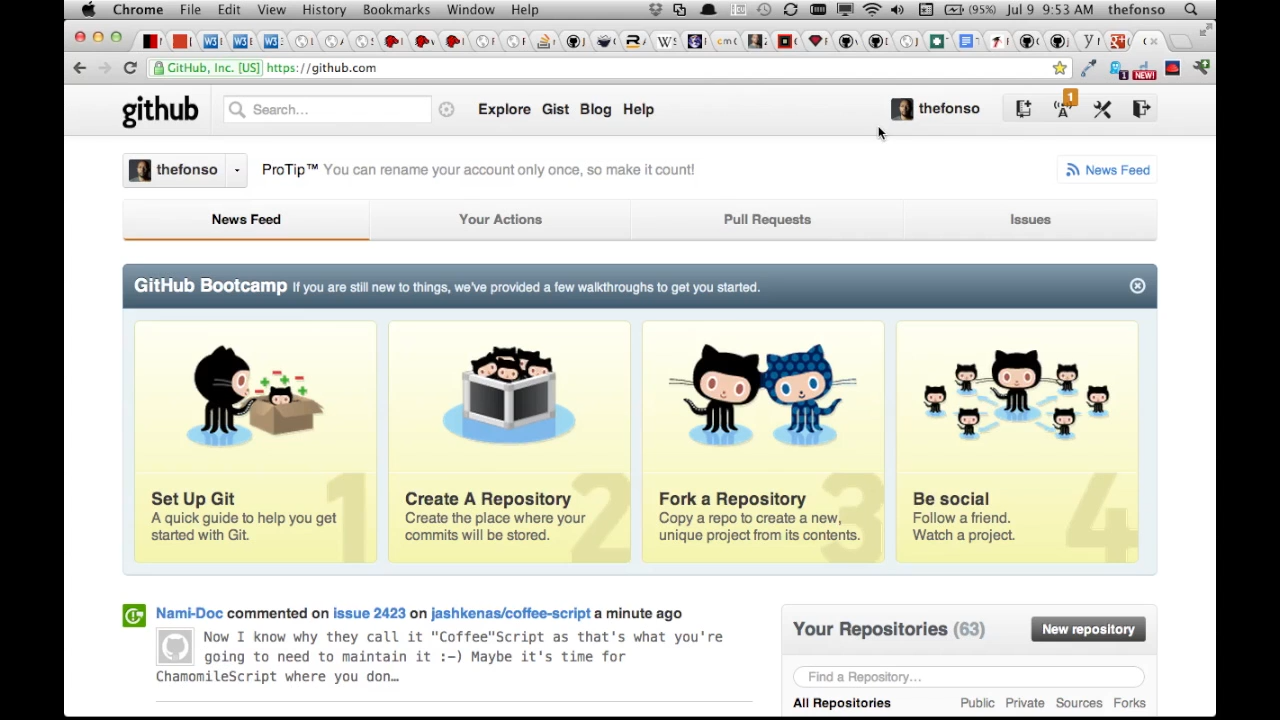 Chrome File Edit View History Bookmarks Window Help (95%) Jul 9 9:53 AM thefonso
GitHub, Inc. [US] https://github.com
NEW!
1
github Search... Explore Gist Blog Help thefonso 1
thefonso ProTip™ You can rename your account only once, so make it count! News Feed
News Feed Your Actions Pull Requests Issues
GitHub Bootcamp If you are still new to things, we've provided a few walkthroughs to get you started.
1 2 3 4
Set Up Git
A quick guide to help you get
started with Git.
Create A Repository
Create the place where your
commits will be stored.
Fork a Repository
Copy a repo to create a new,
unique project from its contents.
Be social
Follow a friend.
Watch a project.
Nami-Doc commented on issue 2423 on jashkenas/coffee-script a minute ago
Now I know why they call it "Coffee"Script as that's what you're
going to need to maintain it :-) Maybe it's time for
ChamomileScript where you don…
Your Repositories (63) New repository
Find a Repository…
All Repositories Public Private Sources Forks